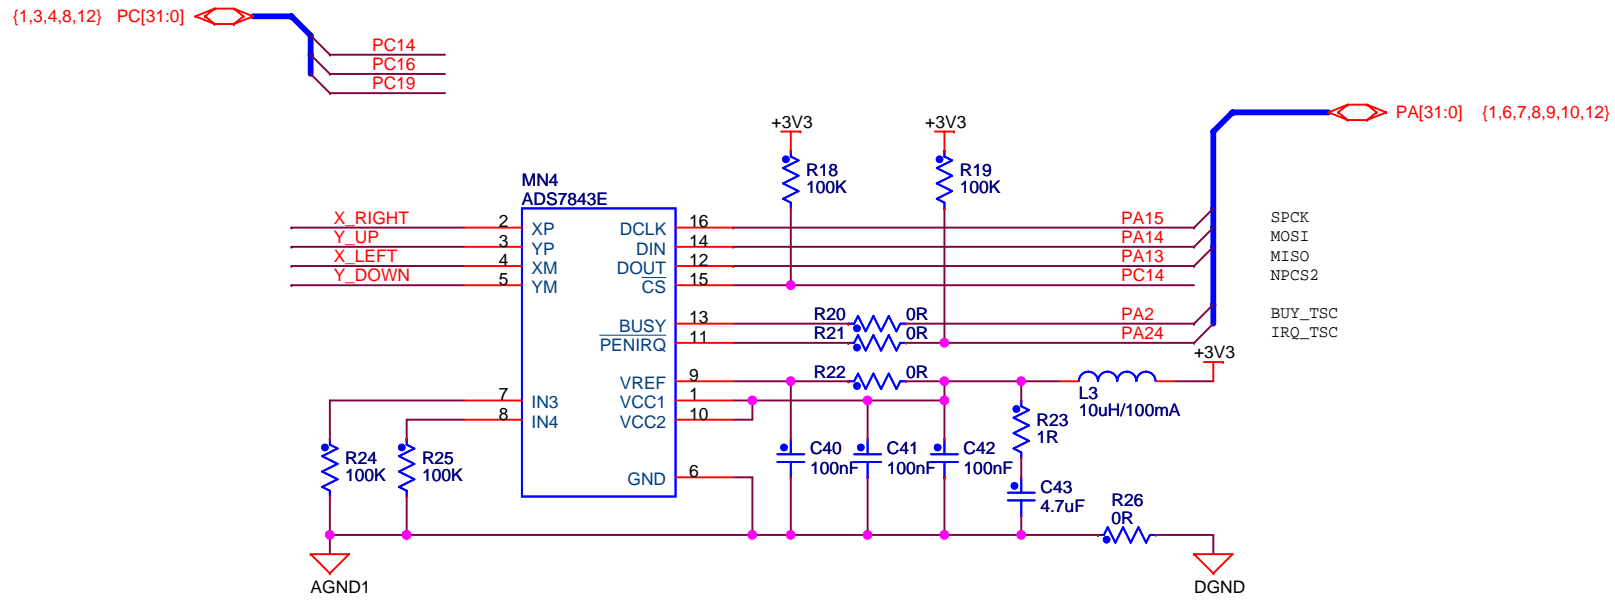 {1,3,4,8,12} PC[31:0]
PC14
PC16
PC19
PA[31:0] {1,6,7,8,9,10,12}
+3V3 +3V3
R18
100K
R19
100K
MN4
ADS7843E
X_RIGHT 2 XP DCLK 16 PA15 SPCK
Y_UP 3 YP DIN 14 PA14 MOSI
X_LEFT 4 XM DOUT 12 PA13 MISO
Y_DOWN 5 YM CS 15 PC14 NPCS2
BUSY 13 R20 0R PA2 BUY_TSC
PENIRQ 11 R21 0R PA24 IRQ_TSC
+3V3
VREF 9 R22 0R
L3
10uH/100mA
7 IN3 VCC1 1
8 IN4 VCC2 10
R23
1R
R24
100K
R25
100K
C40
100nF
C41
100nF
C42
100nF
GND 6
C43
4.7uF
R26
0R
AGND1 DGND